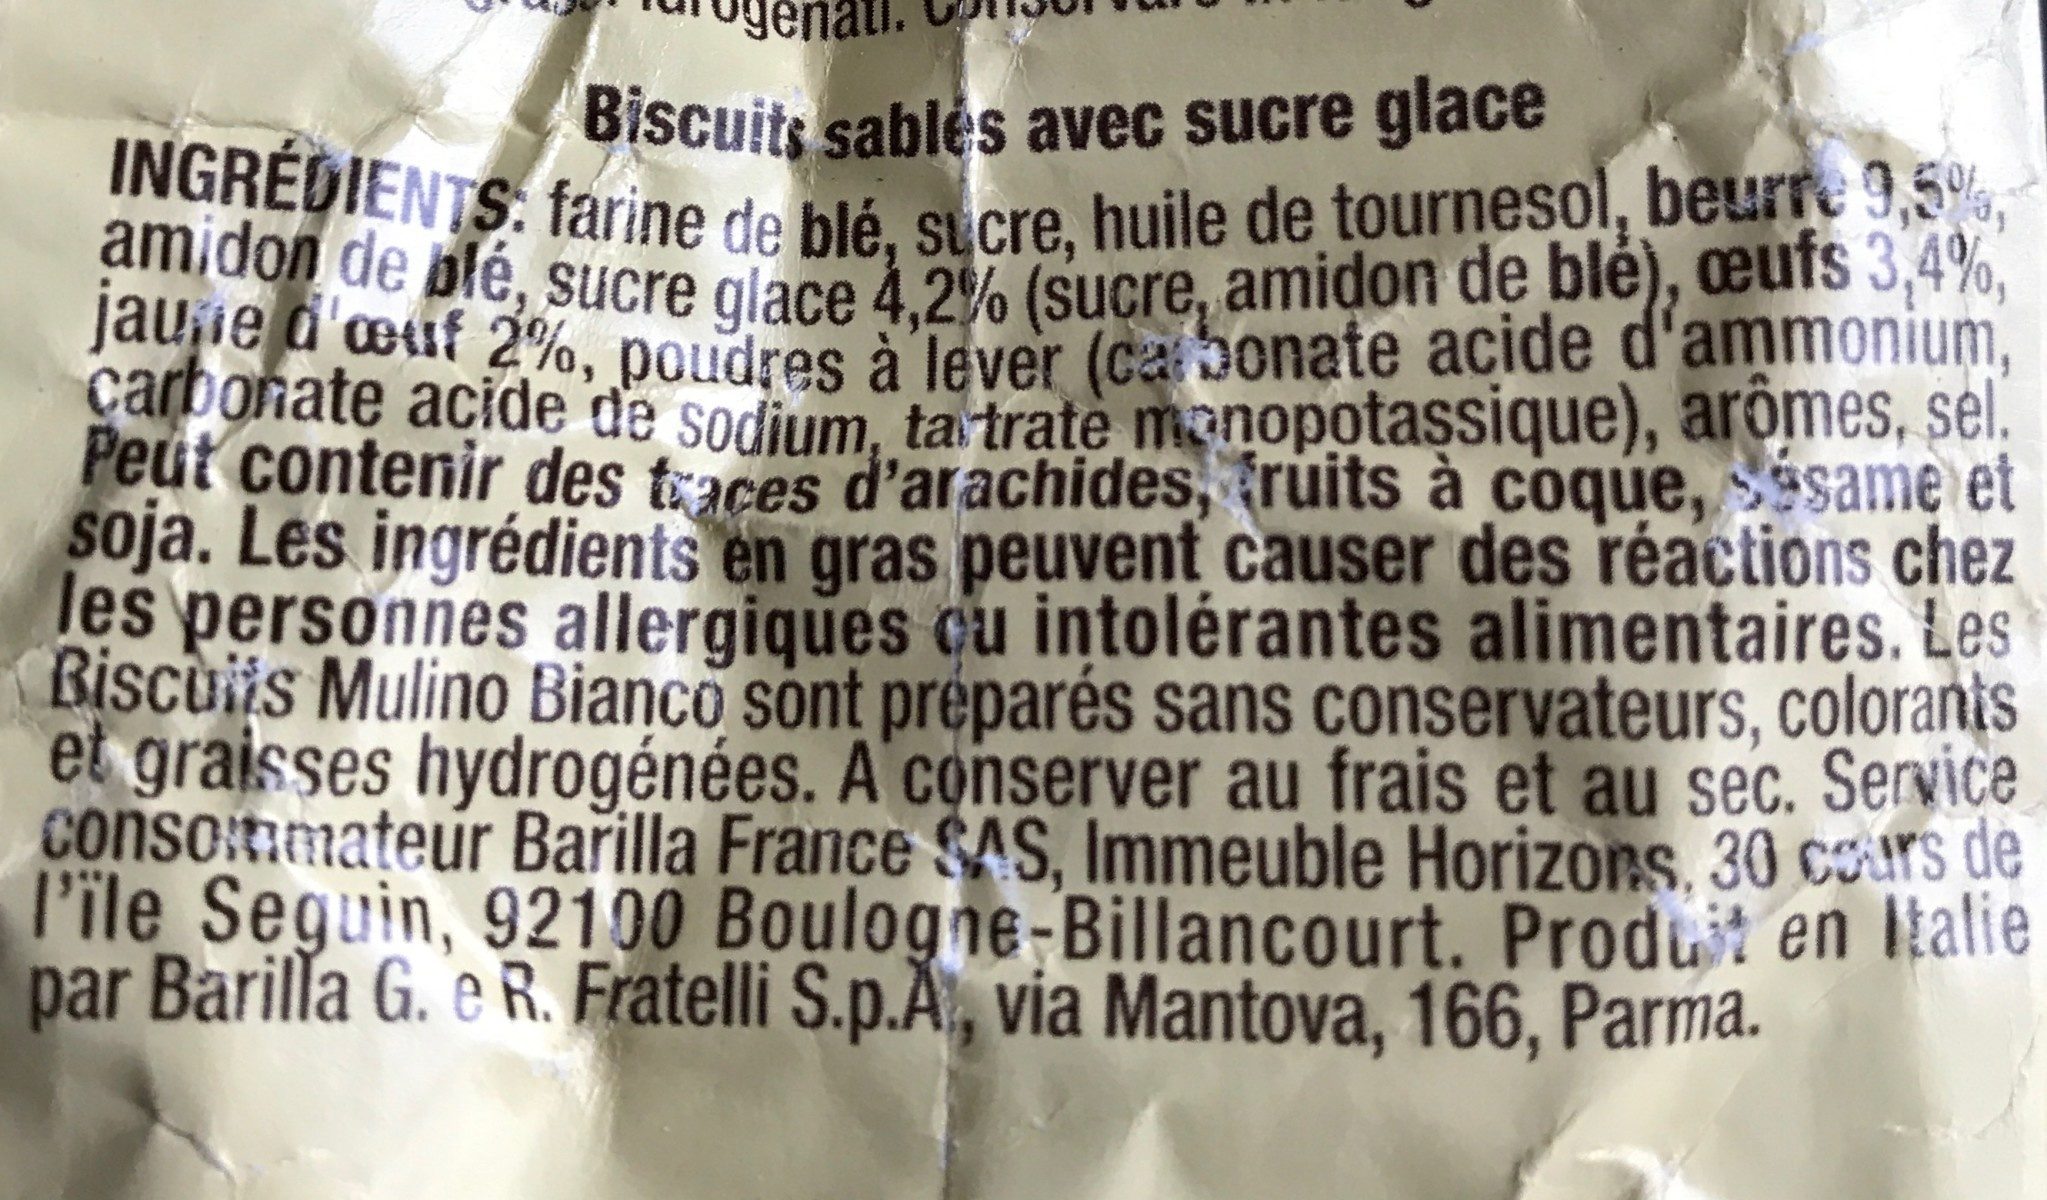 idrogenati. Conservare in
Biscuits sablés avec sucre glace
INGRÉDIENTS: farine de blé, sucre, huile de tournesol, beurre 9,5%,
amidon de blé, sucre glace 4,2% (sucre, amidon de blé), œufs 3,4%,
jaune d'œuf 2%, poudres à lever (carbonate acide d'ammonium,
carbonate acide de sodium, tartrate monopotassique), arômes, sel.
Peut contenir des traces d’arachides, fruits à coque, sésame et
soja. Les ingrédients en gras peuvent causer des réactions chez
les personnes allergiques ou intolérantes alimentaires. Les
Biscuits Mulino Bianco sont préparés sans conservateurs, colorants
et graisses hydrogénées. A conserver au frais et au sec. Service
consommateur Barilla France SAS, Immeuble Horizons, 30 cours de
l’ïle Seguin, 92100 Boulogne-Billancourt. Produit en Italie
par Barilla G. e R. Fratelli S.p.A., via Mantova, 166, Parma.